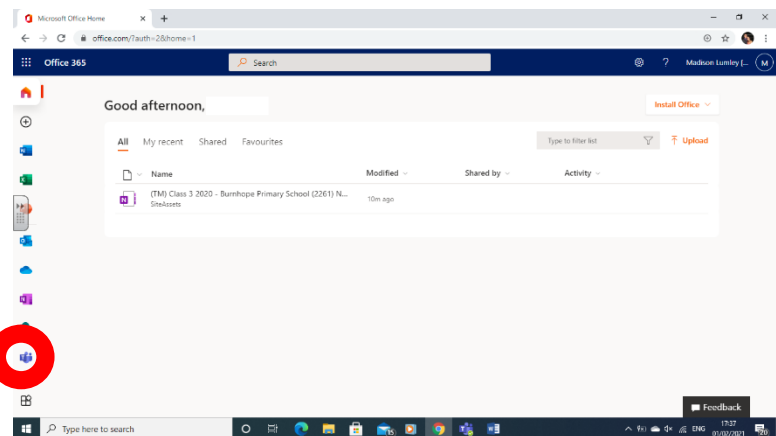 Microsoft Office Home
office.com/?auth=2&home=1
Office 365
Search
Madison Lumley (...
M
Good afternoon,
Install Office
All My recent Shared Favourites
Type to filter list
Upload
Name Modified Shared by Activity
(TM) Class 3 2020 - Burnhope Primary School (2261) N...
SiteAssets
10m ago
Feedback
Type here to search
ENG
17:37
01/02/2021